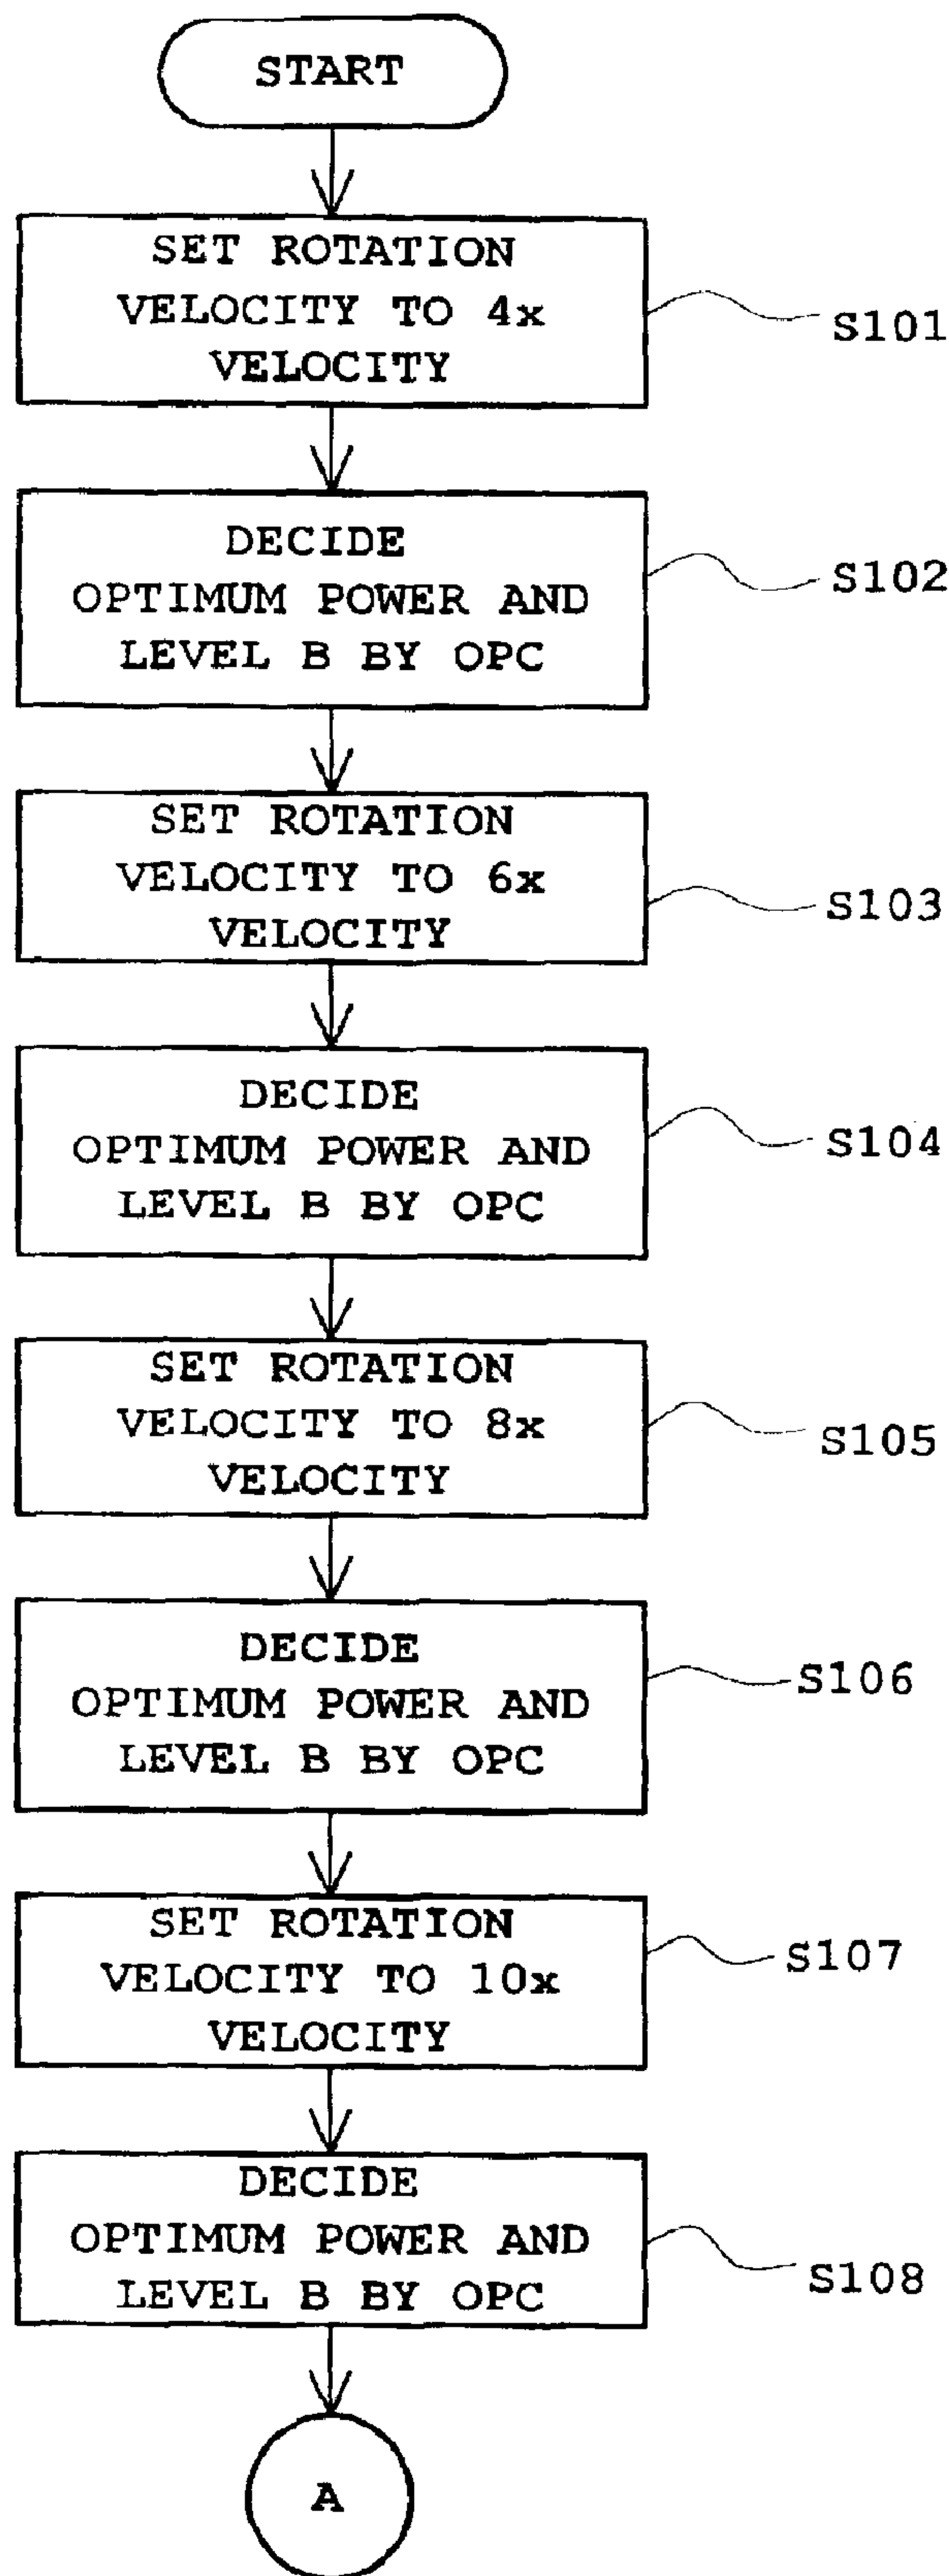 START
SET ROTATION
VELOCITY TO 4x
VELOCITY
S101
DECIDE
OPTIMUM POWER AND
LEVEL B BY OPC
S102
SET ROTATION
VELOCITY TO 6x
VELOCITY
S103
DECIDE
OPTIMUM POWER AND
LEVEL B BY OPC
S104
SET ROTATION
VELOCITY TO 8x
VELOCITY
S105
DECIDE
OPTIMUM POWER AND
LEVEL B BY OPC
S106
SET ROTATION
VELOCITY TO 10x
VELOCITY
S107
DECIDE
OPTIMUM POWER AND
LEVEL B BY OPC
S108
A